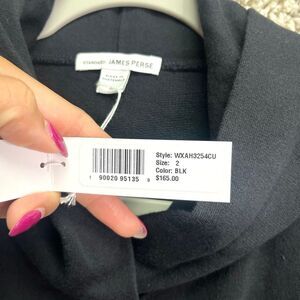 STANDARD JAMES PERSE
Style: WXAH3254CU
Size: 2
Color: BLK
$165.00
1 90020 95135 9